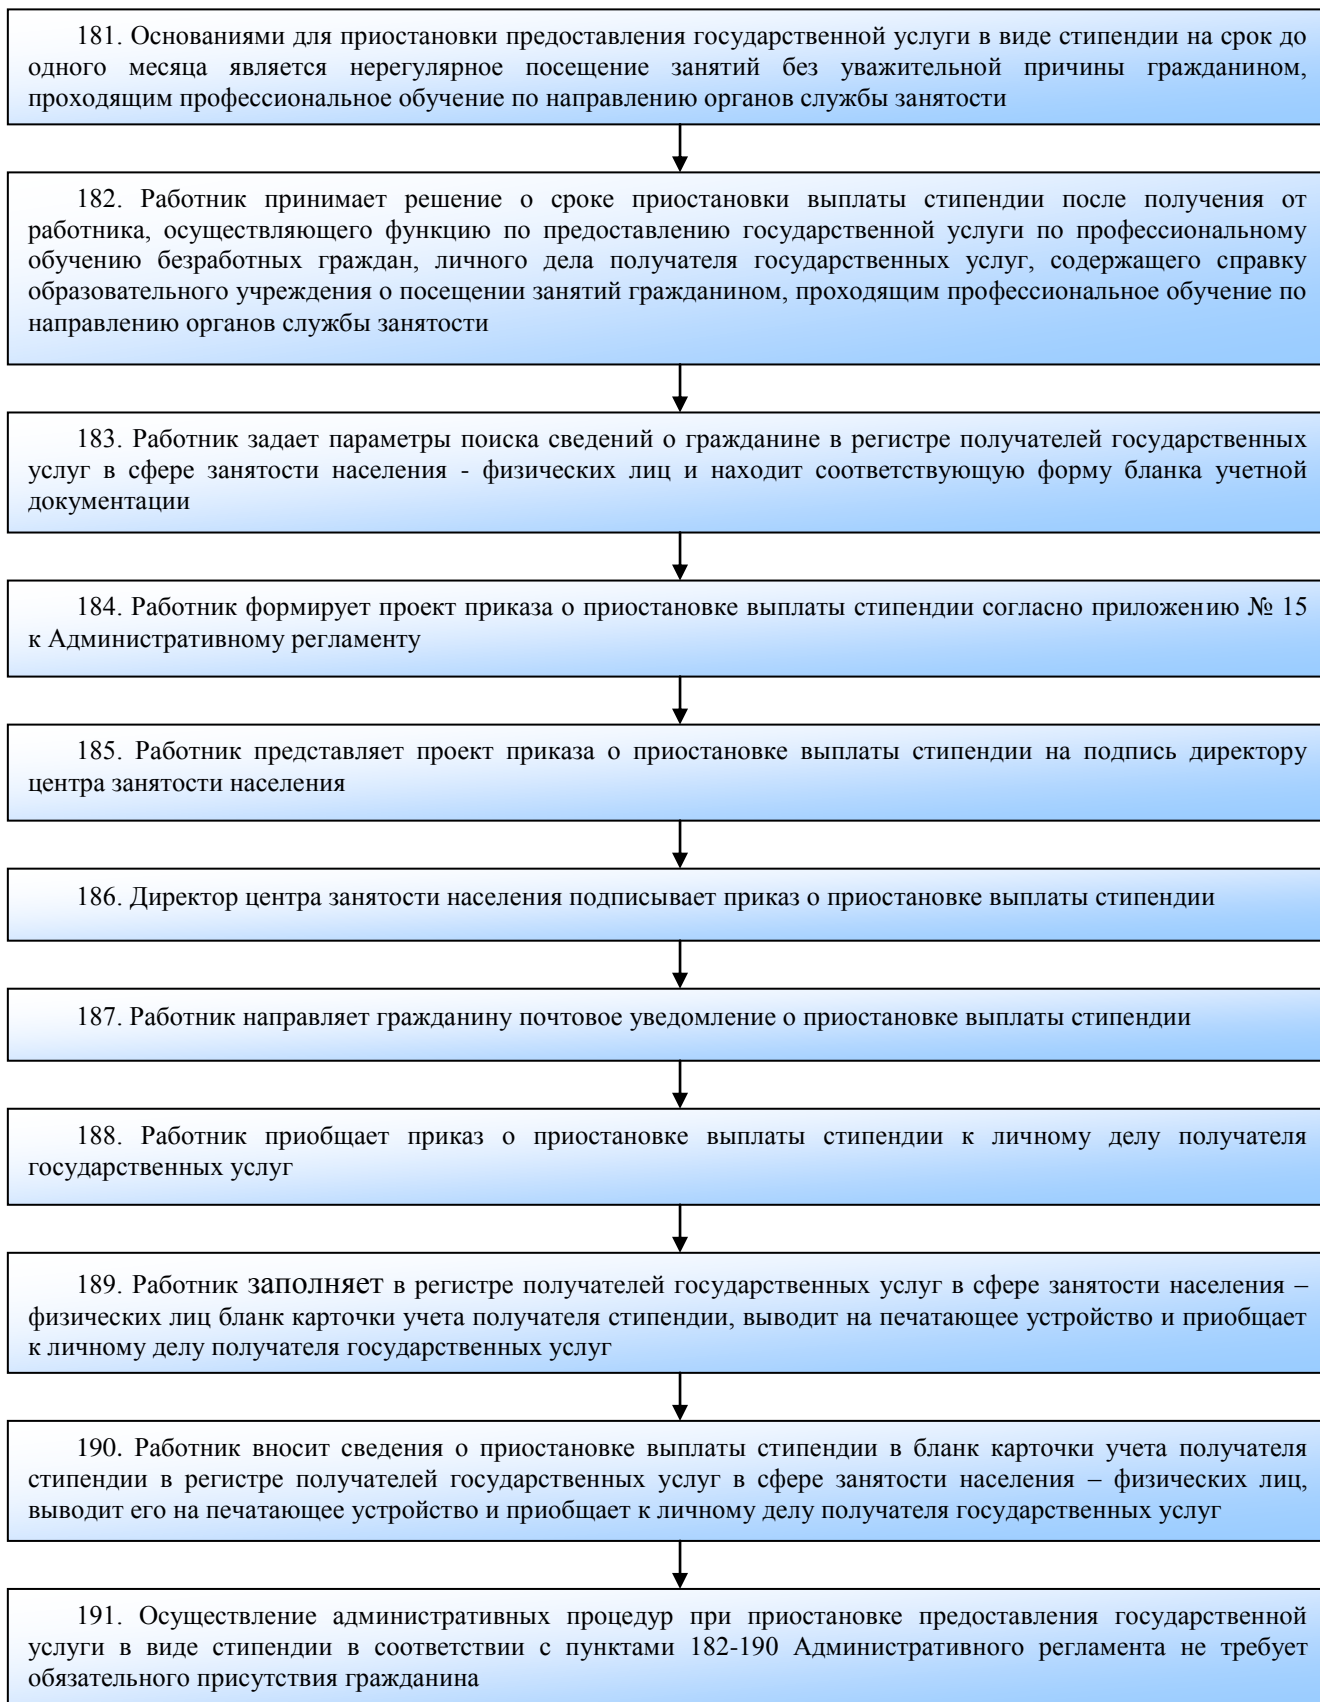 181. Основаниями для приостановки предоставления государственной услуги в виде стипендии на срок до
одного месяца является нерегулярное посещение занятий без уважительной причины гражданином,
проходящим профессиональное обучение по направлению органов службы занятости
182. Работник принимает решение о сроке приостановки выплаты стипендии после получения от
работника, осуществляющего функцию по предоставлению государственной услуги по профессиональному
обучению безработных граждан, личного дела получателя государственных услуг, содержащего справку
образовательного учреждения о посещении занятий гражданином, проходящим профессиональное обучение по
направлению органов службы занятости
183. Работник задает параметры поиска сведений о гражданине в регистре получателей государственных
услуг в сфере занятости населения - физических лиц и находит соответствующую форму бланка учетной
документации
184. Работник формирует проект приказа о приостановке выплаты стипендии согласно приложению № 15
к Административному регламенту
185. Работник представляет проект приказа о приостановке выплаты стипендии на подпись директору
центра занятости населения
186. Директор центра занятости населения подписывает приказ о приостановке выплаты стипендии
187. Работник направляет гражданину почтовое уведомление о приостановке выплаты стипендии
188. Работник приобщает приказ о приостановке выплаты стипендии к личному делу получателя
государственных услуг
189. Работник заполняет в регистре получателей государственных услуг в сфере занятости населения –
физических лиц бланк карточки учета получателя стипендии, выводит на печатающее устройство и приобщает
к личному делу получателя государственных услуг
190. Работник вносит сведения о приостановке выплаты стипендии в бланк карточки учета получателя
стипендии в регистре получателей государственных услуг в сфере занятости населения – физических лиц,
выводит его на печатающее устройство и приобщает к личному делу получателя государственных услуг
191. Осуществление административных процедур при приостановке предоставления государственной
услуги в виде стипендии в соответствии с пунктами 182-190 Административного регламента не требует
обязательного присутствия гражданина